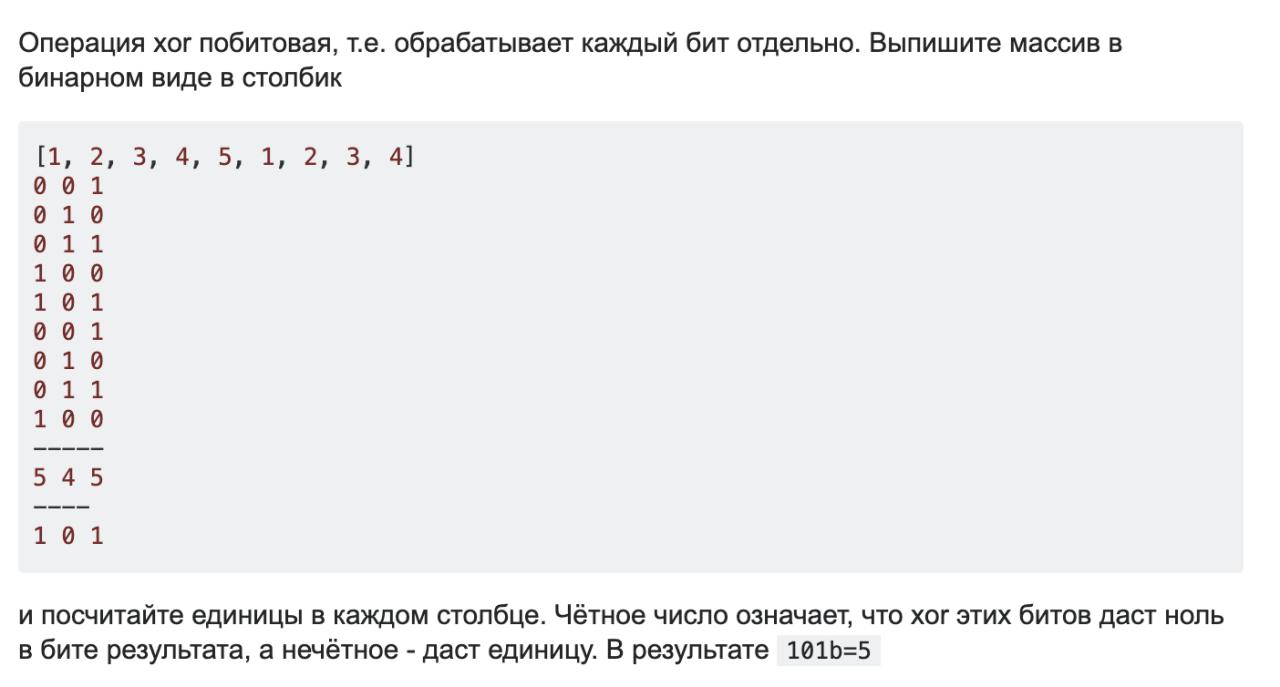 Операция xor побитовая, т.е. обрабатывает каждый бит отдельно. Выпишите массив в
бинарном виде в столбик
[1, 2, 3, 4, 5, 1, 2, 3, 4]
0 0 1
0 1 0
0 1 1
1 0 0
1 0 1
0 0 1
0 1 0
0 1 1
1 0 0
-----
5 4 5
----
1 0 1
и посчитайте единицы в каждом столбце. Чётное число означает, что xor этих битов даст ноль
в бите результата, а нечётное - даст единицу. В результате 101b=5